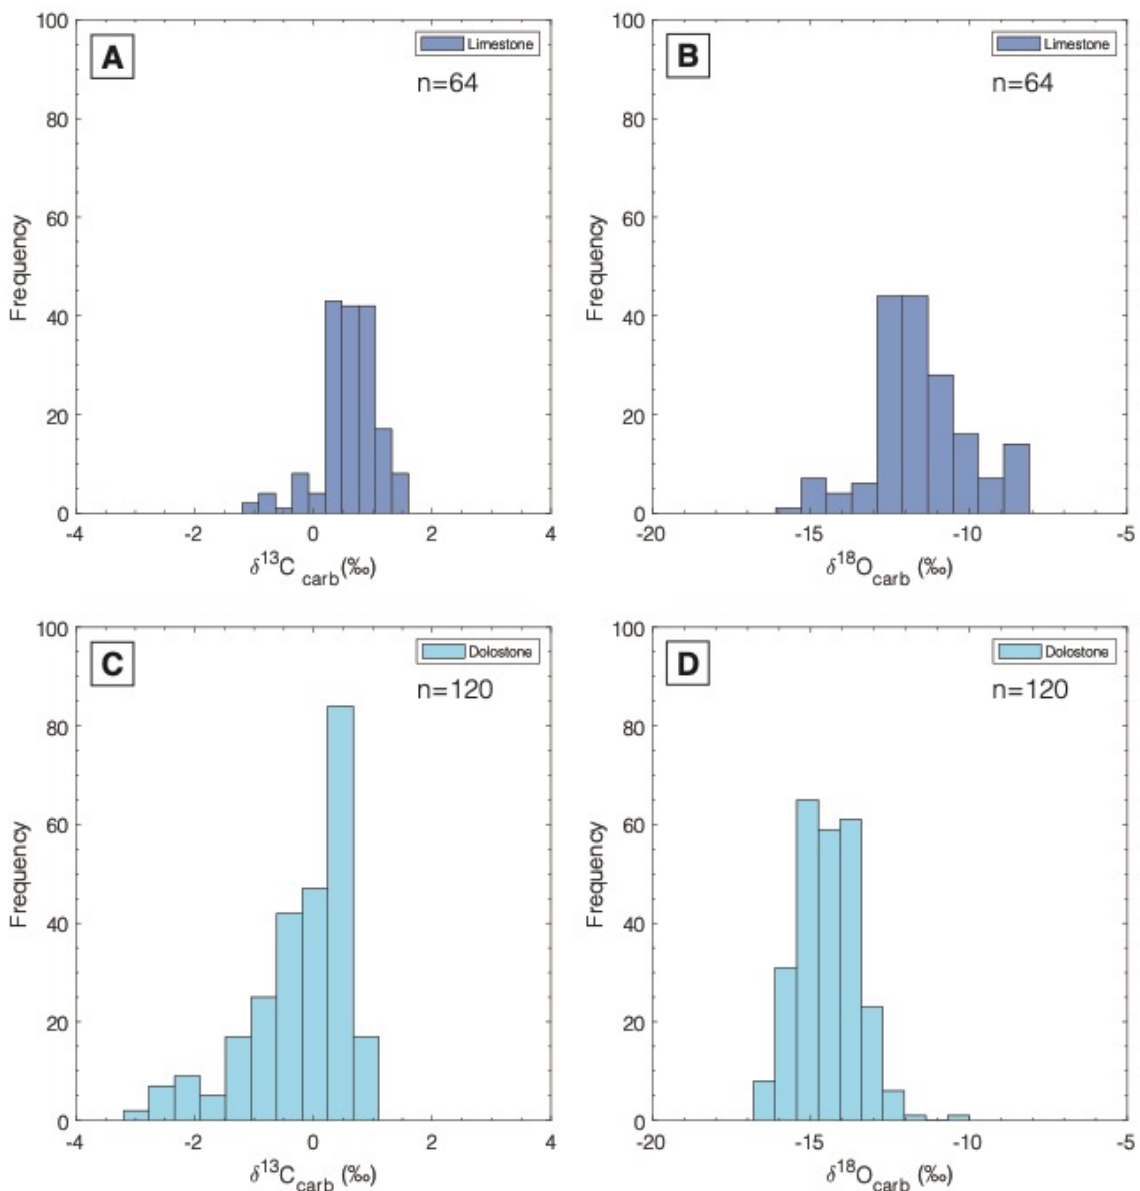 A
Limestone
n=64
100
80
60
40
20
0
Frequency
-4
-2
0
2
4
δ¹³C carb (‰)
B
Limestone
n=64
100
80
60
40
20
0
Frequency
-20
-15
-10
-5
δ¹⁸Ocarb (‰)
C
Dolostone
n=120
100
80
60
40
20
0
Frequency
-4
-2
0
2
4
δ¹³Ccarb (‰)
D
Dolostone
n=120
100
80
60
40
20
0
Frequency
-20
-15
-10
-5
δ¹⁸Ocarb (‰)